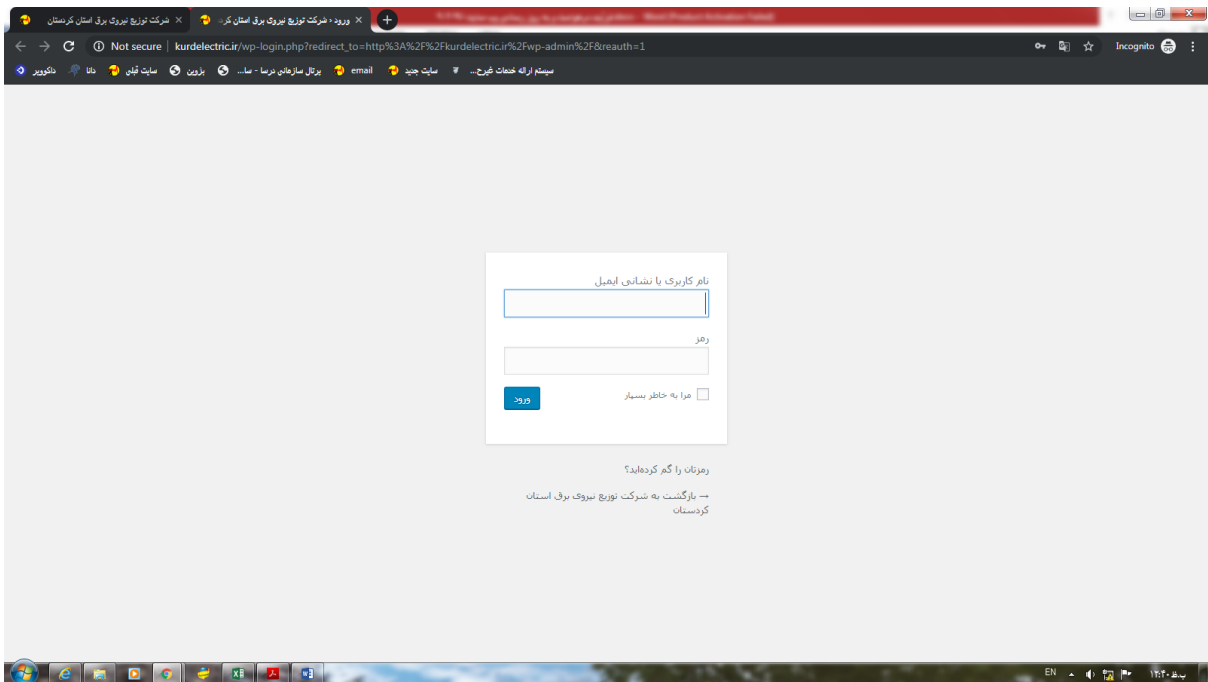 شرکت توزیع نیروی برق استان کردستان
ورود ‹ شرکت توزیع نیروی برق استان کر
Not secure | kurdelectric.ir/wp-login.php?redirect_to=http%3A%2F%2Fkurdelectric.ir%2Fwp-admin%2F&reauth=1
Incognito
داکوویر دانا سایت قبلی بزوین پرتال سازمانی درسا - سا... email سایت جدید سیستم ارائه خدمات غیرح...
نام کاربری یا نشانی ایمیل
رمز
مرا به خاطر بسپار
ورود
رمزتان را گم کرده‌اید؟
→ بازگشت به شرکت توزیع نیروی برق استان
کردستان
EN
ب.ظ ۱۲:۴۰